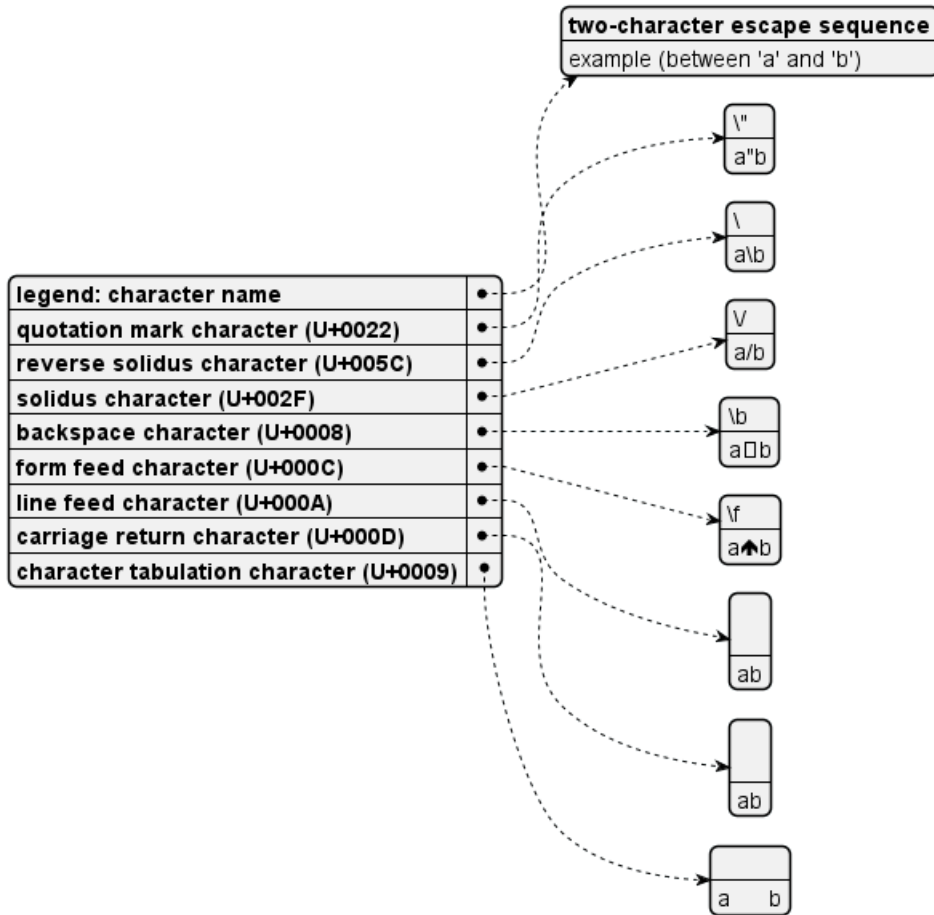 two-character escape sequence
example (between 'a' and 'b')
\"
a"b
\
a\b
\/
a/b
\b
a□b
\f
a🡅b
ab
ab
a	b
legend: character name
quotation mark character (U+0022)
reverse solidus character (U+005C)
solidus character (U+002F)
backspace character (U+0008)
form feed character (U+000C)
line feed character (U+000A)
carriage return character (U+000D)
character tabulation character (U+0009)